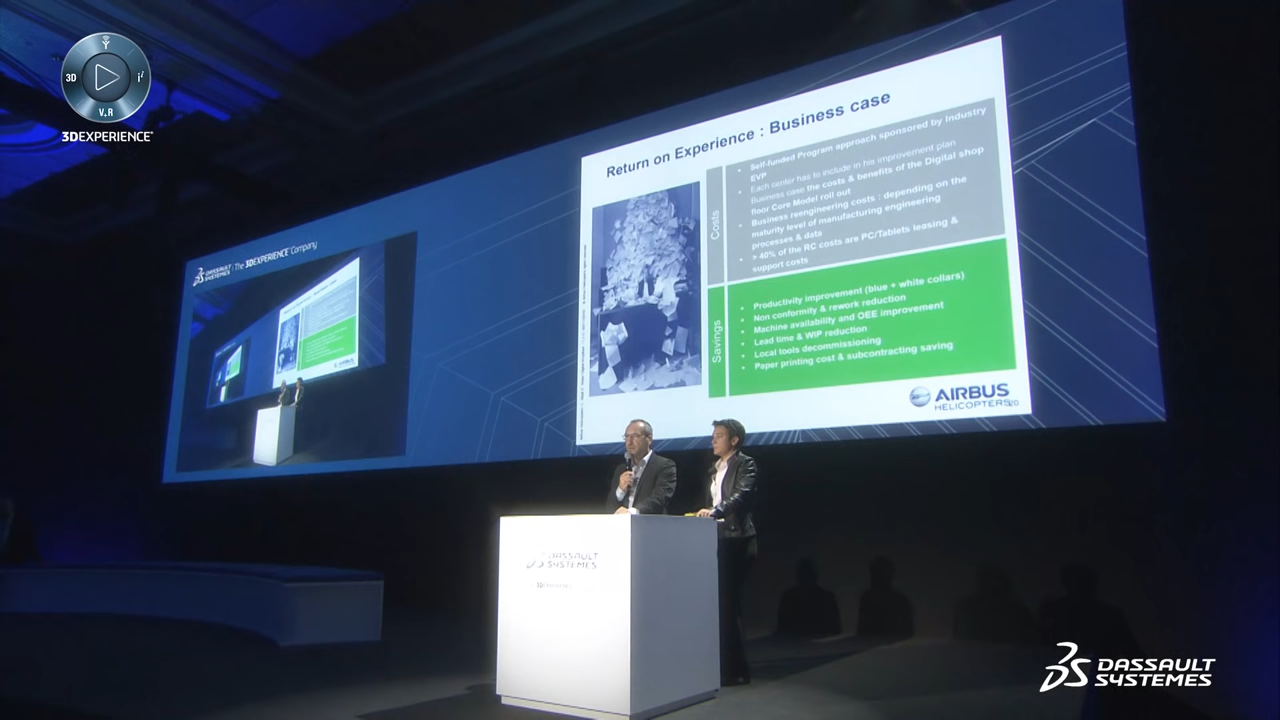 3D
i
V,R
3DEXPERIENCE
Return on Experience : Business case
Costs
• Self-funded Program approach sponsored by Industry
EVP
• Each center has to include in his improvement plan
Business case the costs & benefits of the Digital shop
floor Core Model roll out
• Business reengineering costs : depending on the
maturity level of manufacturing engineering
processes & data
• > 40% of the RC costs are PC/Tablets leasing &
support costs
Savings
• Productivity improvement (blue + white collars)
• Non conformity & rework reduction
• Machine availability and OEE improvement
• Lead time & WIP reduction
• Local tools decommissioning
• Paper printing cost & subcontracting saving
AIRBUS
HELICOPTERS
20
DASSAULT
SYSTEMES
The 3DEXPERIENCE Company
DASSAULT
SYSTEMES
DASSAULT
SYSTEMES